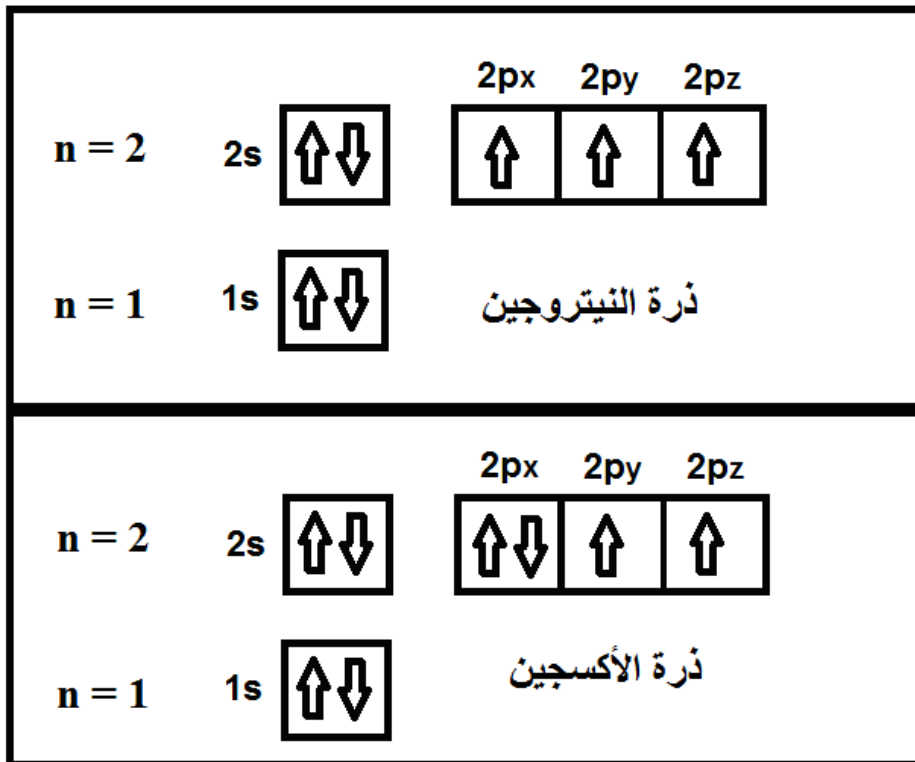 2px 2py 2pz
n = 2 2s
n = 1 1s ذرة النيتروجين
2px 2py 2pz
n = 2 2s
n = 1 1s ذرة الأكسجين